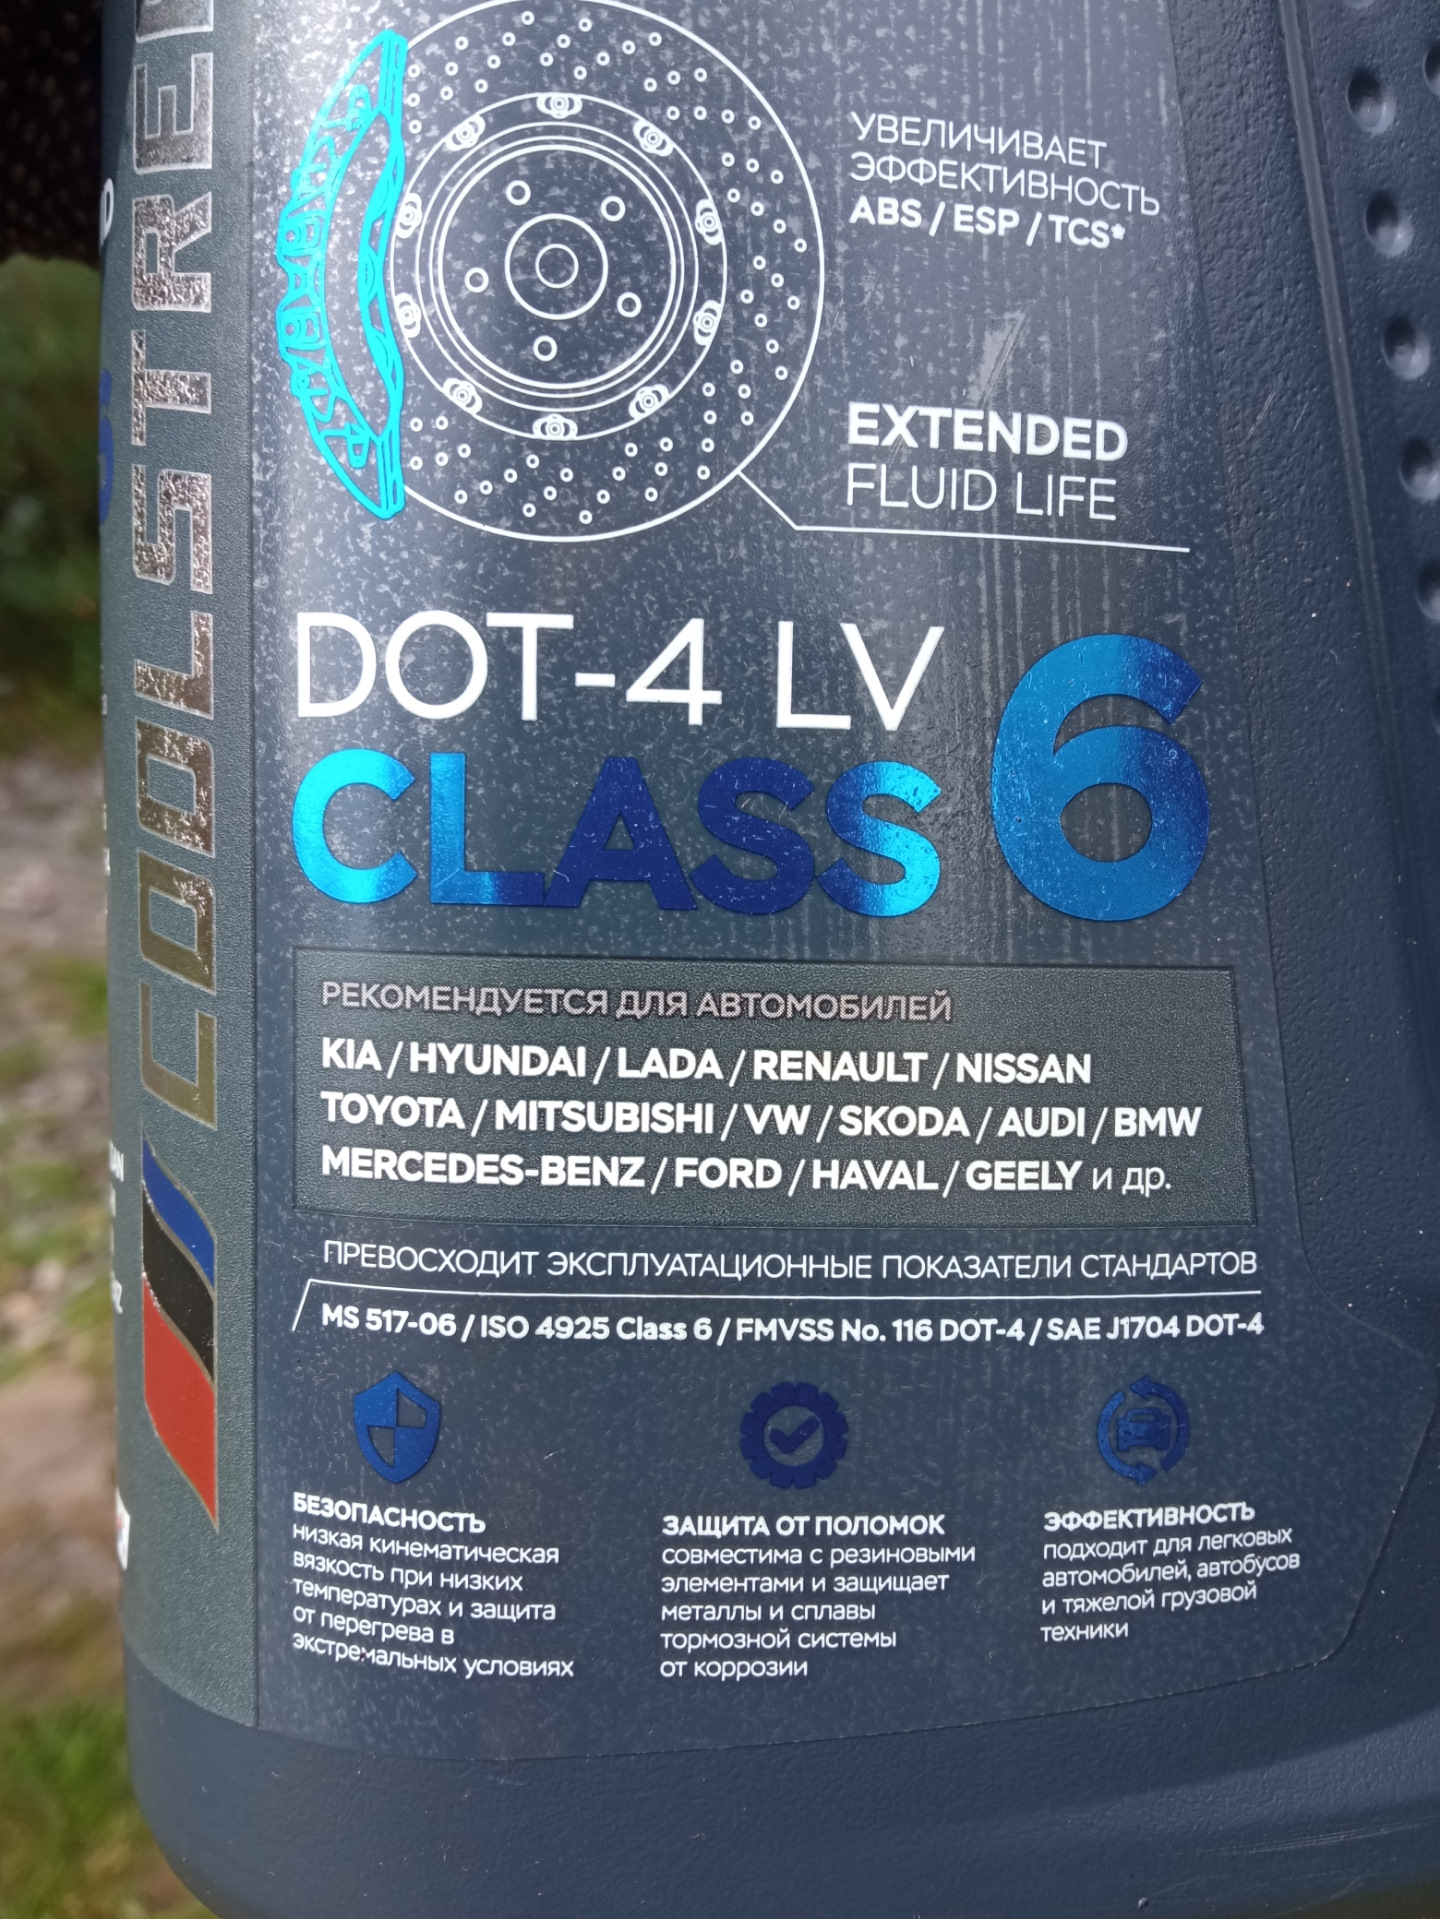 COOLSTRE
УВЕЛИЧИВАЕТ
ЭФФЕКТИВНОСТЬ
ABS / ESP / TCS*
EXTENDED
FLUID LIFE
DOT-4 LV
CLASS 6
РЕКОМЕНДУЕТСЯ ДЛЯ АВТОМОБИЛЕЙ
KIA / HYUNDAI / LADA / RENAULT / NISSAN
TOYOTA / MITSUBISHI / VW / SKODA / AUDI / BMW
MERCEDES-BENZ / FORD / HAVAL / GEELY и др.
ПРЕВОСХОДИТ ЭКСПЛУАТАЦИОННЫЕ ПОКАЗАТЕЛИ СТАНДАРТОВ
MS 517-06 / ISO 4925 Class 6 / FMVSS No. 116 DOT-4 / SAE J1704 DOT-4
БЕЗОПАСНОСТЬ
низкая кинематическая
вязкость при низких
температурах и защита
от перегрева в
экстремальных условиях
ЗАЩИТА ОТ ПОЛОМОК
совместима с резиновыми
элементами и защищает
металлы и сплавы
тормозной системы
от коррозии
ЭФФЕКТИВНОСТЬ
подходит для легковых
автомобилей, автобусов
и тяжелой грузовой
техники